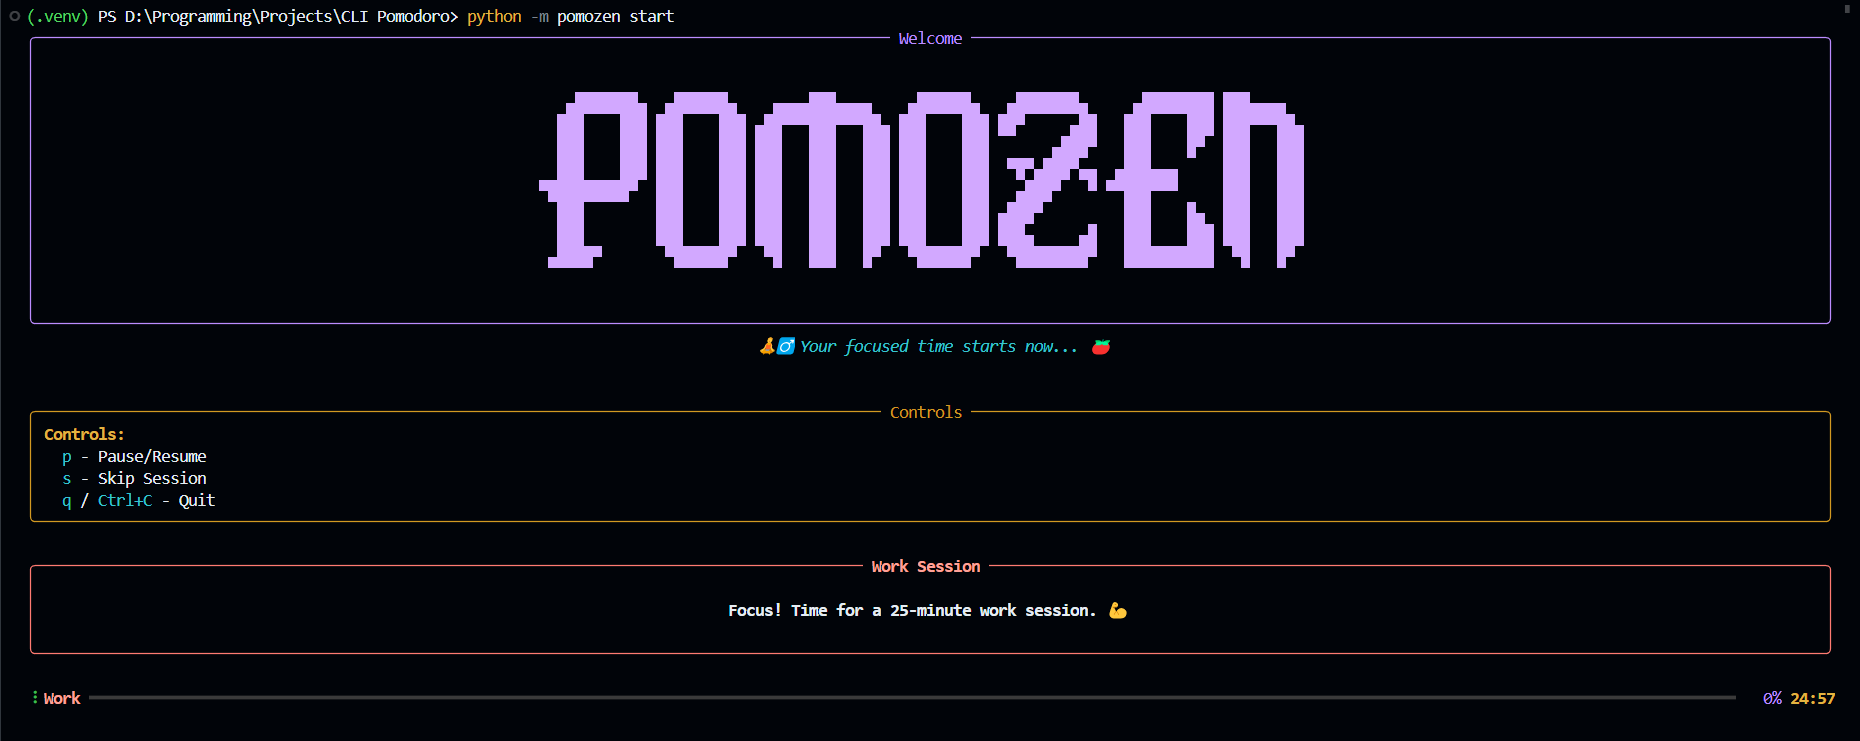 (.venv) PS D:\Programming\Projects\CLI Pomodoro> python -m pomozen start
Welcome
POMOZEN
🧘♂️ Your focused time starts now... 🍅
Controls
Controls:
p - Pause/Resume
s - Skip Session
q / Ctrl+C - Quit
Work Session
Focus! Time for a 25-minute work session. 💪
Work 0% 24:57